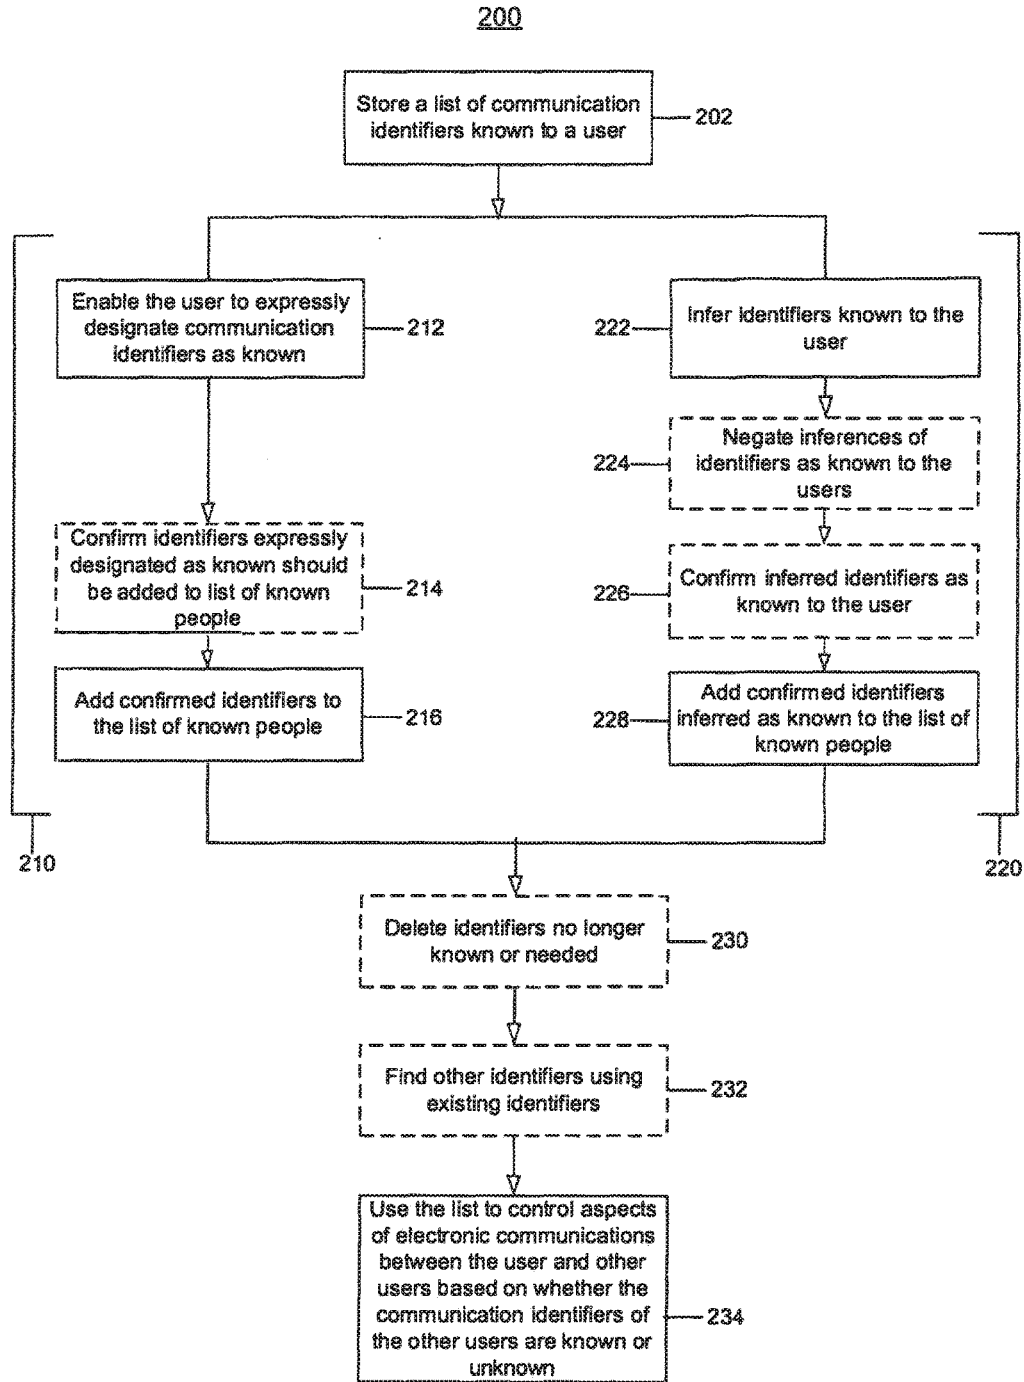 200
Store a list of communication
identifiers known to a user
202
Enable the user to expressly
designate communication
identifiers as known
212
Confirm identifiers expressly
designated as known should
be added to list of known
people
214
Add confirmed identifiers to
the list of known people
216
210
222
Infer identifiers known to the
user
224
Negate inferences of
identifiers as known to the
users
226
Confirm inferred identifiers as
known to the user
228
Add confirmed identifiers
inferred as known to the list of
known people
220
Delete identifiers no longer
known or needed
230
Find other identifiers using
existing identifiers
232
Use the list to control aspects
of electronic communications
between the user and other
users based on whether the
communication identifiers of
the other users are known or
unknown
234